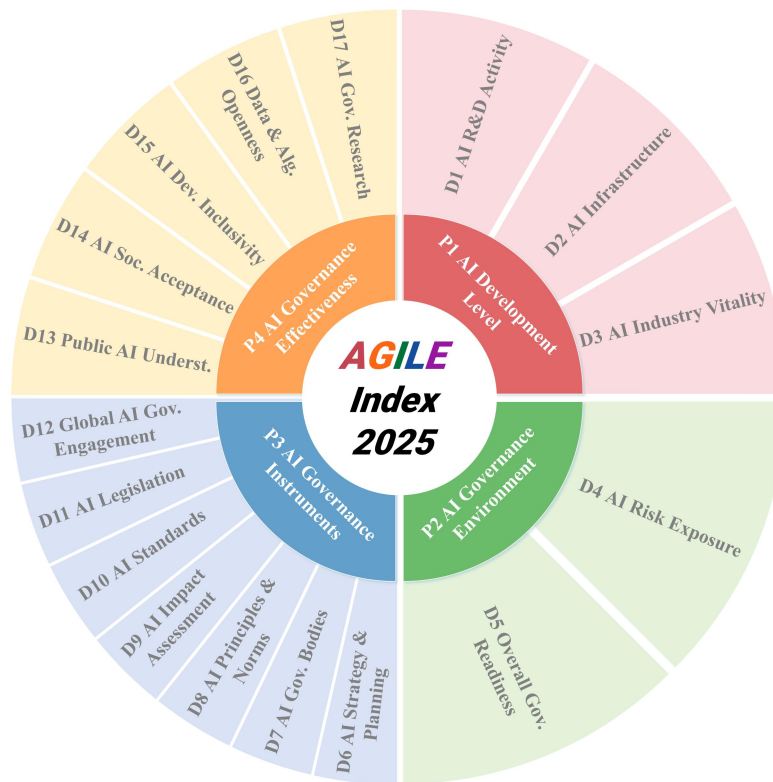 AGILE
Index
2025
P1 AI Development
Level
D1 AI R&D Activity
D2 AI Infrastructure
D3 AI Industry Vitality
P2 AI Governance
Environment
D4 AI Risk Exposure
D5 Overall Gov.
Readiness
P3 AI Governance
Instruments
D6 AI Strategy &
Planning
D7 AI Gov. Bodies
D8 AI Principles &
Norms
D9 AI Impact
Assessment
D10 AI Standards
D11 AI Legislation
D12 Global AI Gov.
Engagement
P4 AI Governance
Effectiveness
D13 Public AI Underst.
D14 AI Soc. Acceptance
D15 AI Dev. Inclusivity
D16 Data & Alg.
Openness
D17 AI Gov. Research